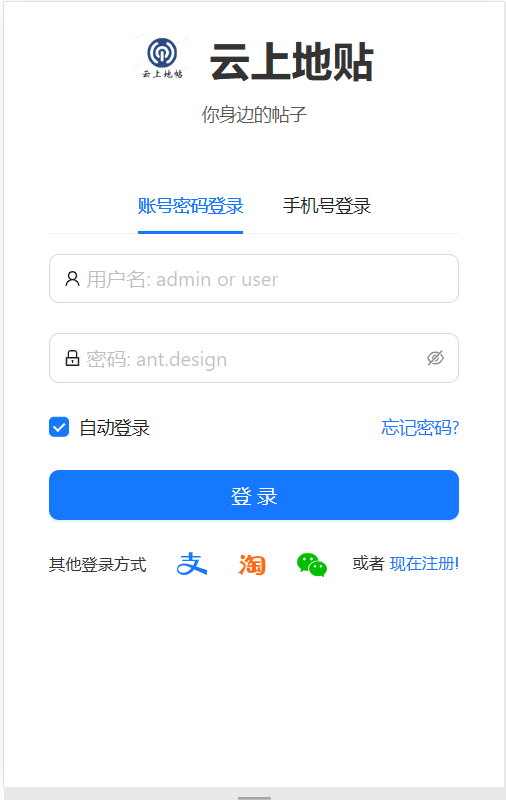 云上地帖
云上地贴
你身边的帖子
账号密码登录 手机号登录
用户名: admin or user
密码: ant.design
自动登录 忘记密码?
登 录
其他登录方式 支 淘 或者 现在注册!